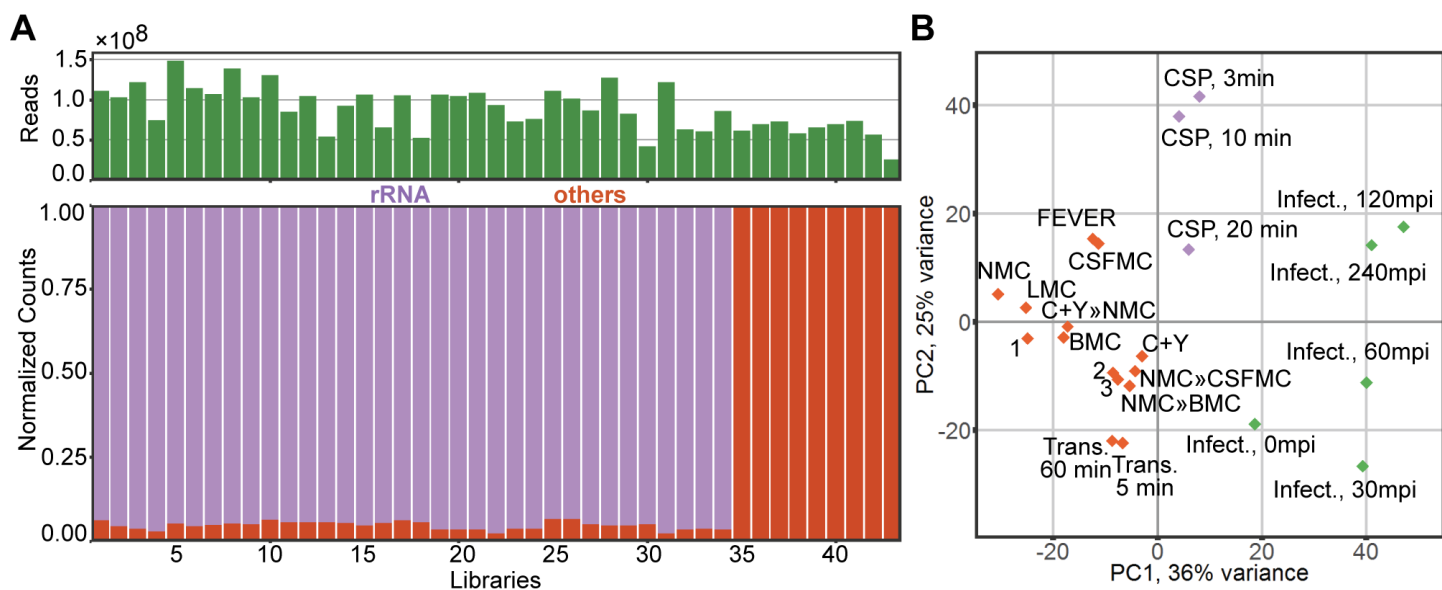 A
×10⁸
Reads
1.5
1.0
0.5
0.0
rRNA
others
Normalized Counts
1.00
0.75
0.50
0.25
0.00
5
10
15
20
25
30
35
40
Libraries
B
PC2, 25% variance
40
20
0
-20
CSP, 3min
CSP, 10 min
Infect., 120mpi
FEVER
CSP, 20 min
CSFMC
Infect., 240mpi
NMC
LMC
C+Y»NMC
1
BMC
C+Y
Infect., 60mpi
2
3
NMC»CSFMC
NMC»BMC
Trans.
60 min
Trans.
5 min
Infect., 0mpi
Infect., 30mpi
-20
0
20
40
PC1, 36% variance